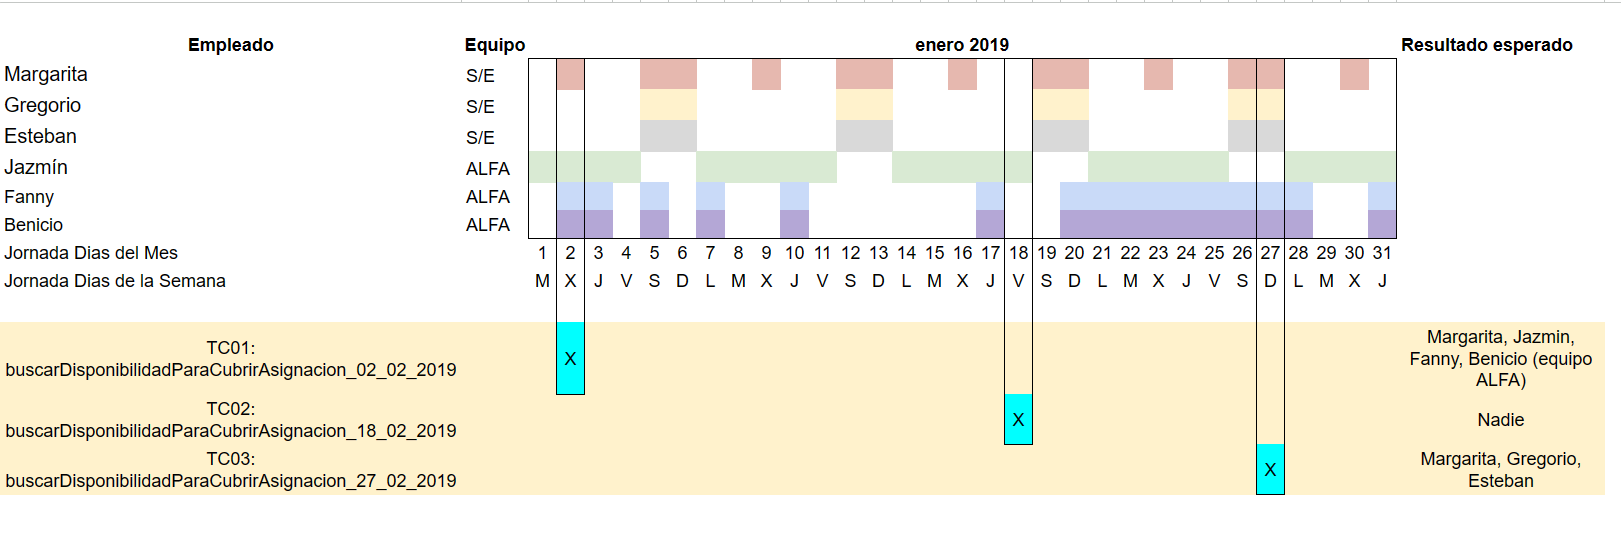 Empleado Equipo enero 2019 Resultado esperado
Margarita S/E
Gregorio S/E
Esteban S/E
Jazmín ALFA
Fanny ALFA
Benicio ALFA
Jornada Dias del Mes 1 2 3 4 5 6 7 8 9 10 11 12 13 14 15 16 17 18 19 20 21 22 23 24 25 26 27 28 29 30 31
Jornada Dias de la Semana M X J V S D L M X J V S D L M X J V S D L M X J V S D L M X J
TC01:
buscarDisponibilidadParaCubrirAsignacion_02_02_2019
X
Margarita, Jazmin,
Fanny, Benicio (equipo
ALFA)
TC02:
buscarDisponibilidadParaCubrirAsignacion_18_02_2019
X
Nadie
TC03:
buscarDisponibilidadParaCubrirAsignacion_27_02_2019
X
Margarita, Gregorio,
Esteban